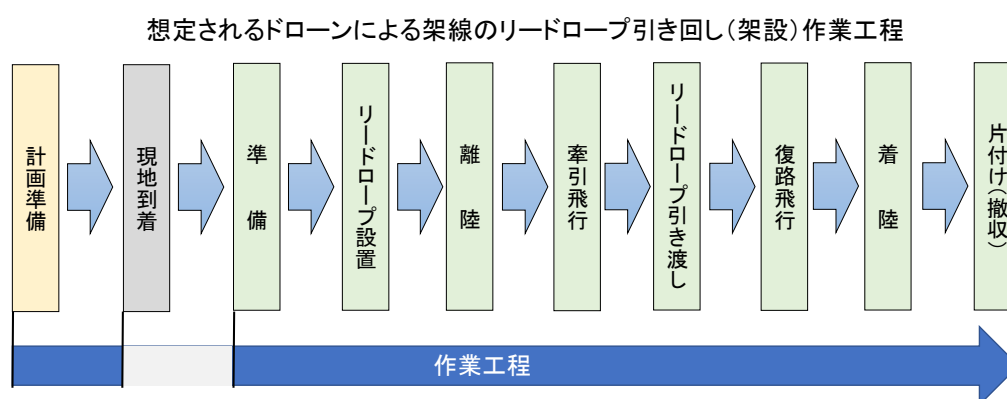 想定されるドローンによる架線のリードロープ引き回し（架設）作業工程
計画準備
現地到着
準備
リードロープ設置
離陸
牽引飛行
リードロープ引き渡し
復路飛行
着陸
片付け（撤収）
作業工程